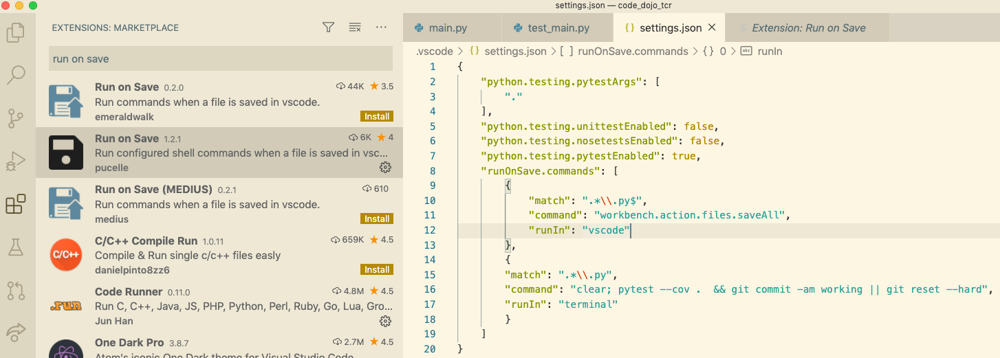 settings.json — code_dojo_tcr
EXTENSIONS: MARKETPLACE
run on save
Run on Save 0.2.0 44K 3.5
Run commands when a file is saved in vscode.
emeraldwalk Install
Run on Save 1.2.1 6K 4
Run configured shell commands when a file is saved in vsc...
pucelle
Run on Save (MEDIUS) 0.2.1 610
Run commands when a file is saved in vscode.
medius Install
C/C++
C/C++ Compile Run 1.0.11 659K 4.5
Compile & Run single c/c++ files easly
danielpinto8zz6 Install
.run
Code Runner 0.11.0 4.8M 4.5
Run C, C++, Java, JS, PHP, Python, Perl, Ruby, Go, Lua, Gro...
Jun Han
One Dark Pro 3.8.7 2.7M 4.5
Atom's iconic One Dark theme for Visual Studio Code
main.py test_main.py {} settings.json Extension: Run on Save
.vscode > {} settings.json > [ ] runOnSave.commands > {} 0 > abc runIn
1 {
2 "python.testing.pytestArgs": [
3 "."
4 ],
5 "python.testing.unittestEnabled": false,
6 "python.testing.nosetestsEnabled": false,
7 "python.testing.pytestEnabled": true,
8 "runOnSave.commands": [
9 {
10 "match": ".*\\.py$",
11 "command": "workbench.action.files.saveAll",
12 "runIn": "vscode"
13 },
14 {
15 "match": ".*\\.py",
16 "command": "clear; pytest --cov .  && git commit -am working || git reset --hard",
17 "runIn": "terminal"
18 }
19 ]
20 }